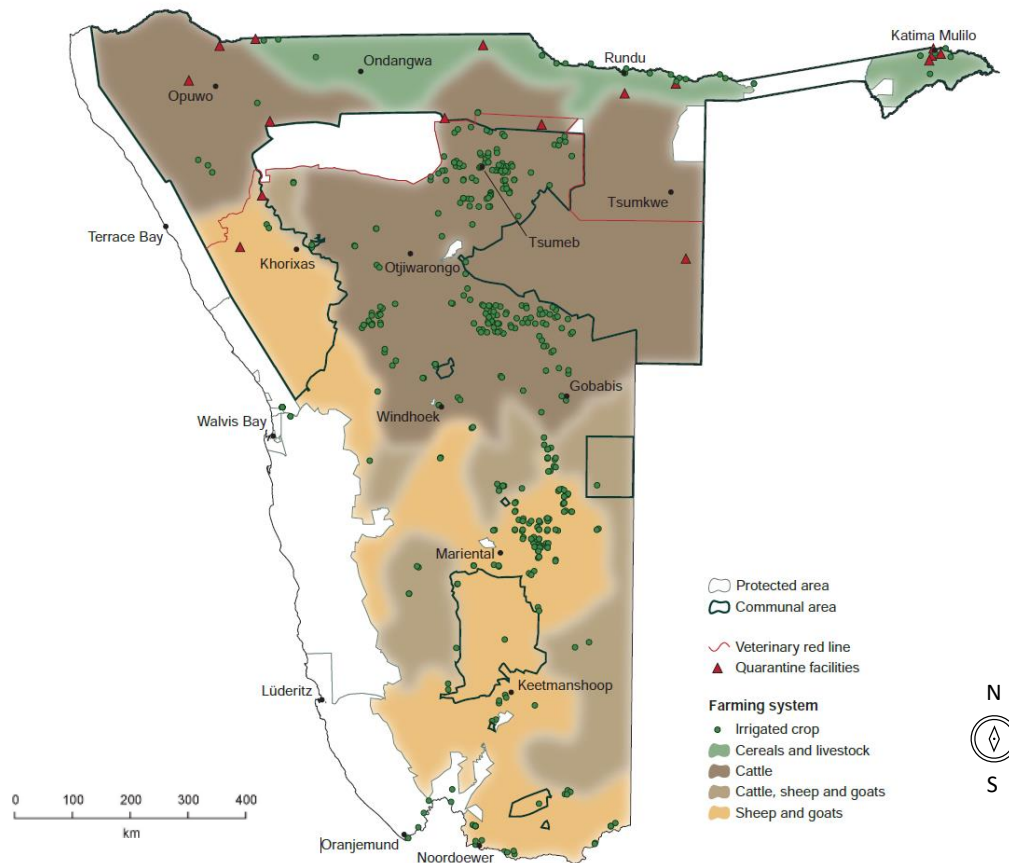 Katima Mulilo
Ondangwa
Rundu
Opuwo
Tsumkwe
Terrace Bay
Tsumeb
Khorixas
Otjiwarongo
Gobabis
Windhoek
Walvis Bay
Mariental
Protected area
Communal area
Veterinary red line
Quarantine facilities
Lüderitz
Keetmanshoop
N
S
Farming system
Irrigated crop
Cereals and livestock
Cattle
Cattle, sheep and goats
Sheep and goats
0 100 200 300 400
km
Oranjemund
Noordoewer